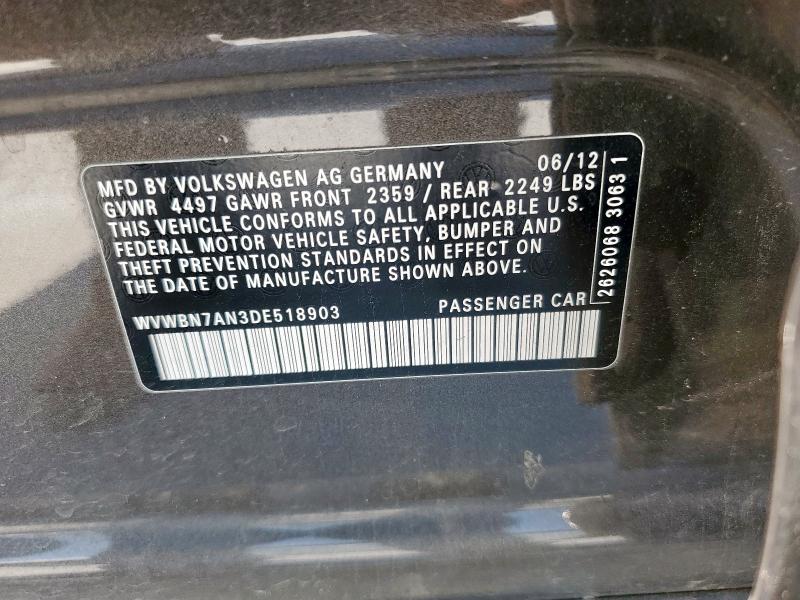 MFD BY VOLKSWAGEN AG GERMANY 06/12
GVWR 4497 GAWR FRONT 2359 / REAR 2249 LBS
THIS VEHICLE CONFORMS TO ALL APPLICABLE U.S.
FEDERAL MOTOR VEHICLE SAFETY, BUMPER AND
THEFT PREVENTION STANDARDS IN EFFECT ON
THE DATE OF MANUFACTURE SHOWN ABOVE.
WVWBN7AN3DE518903 PASSENGER CAR
2626068 3063 1